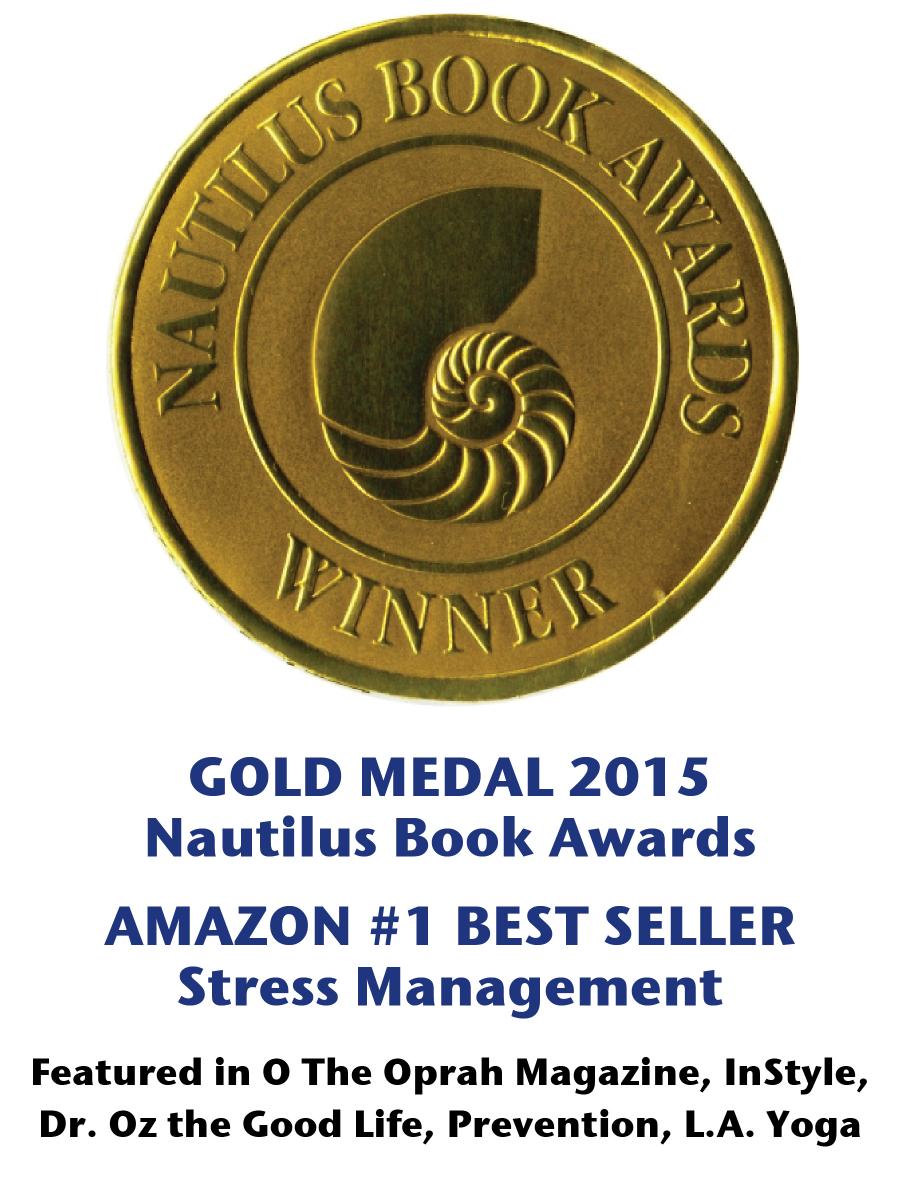 NAUTILUS BOOK AWARDS
WINNER
GOLD MEDAL 2015
Nautilus Book Awards
AMAZON #1 BEST SELLER
Stress Management
Featured in O The Oprah Magazine, InStyle,
Dr. Oz the Good Life, Prevention, L.A. Yoga